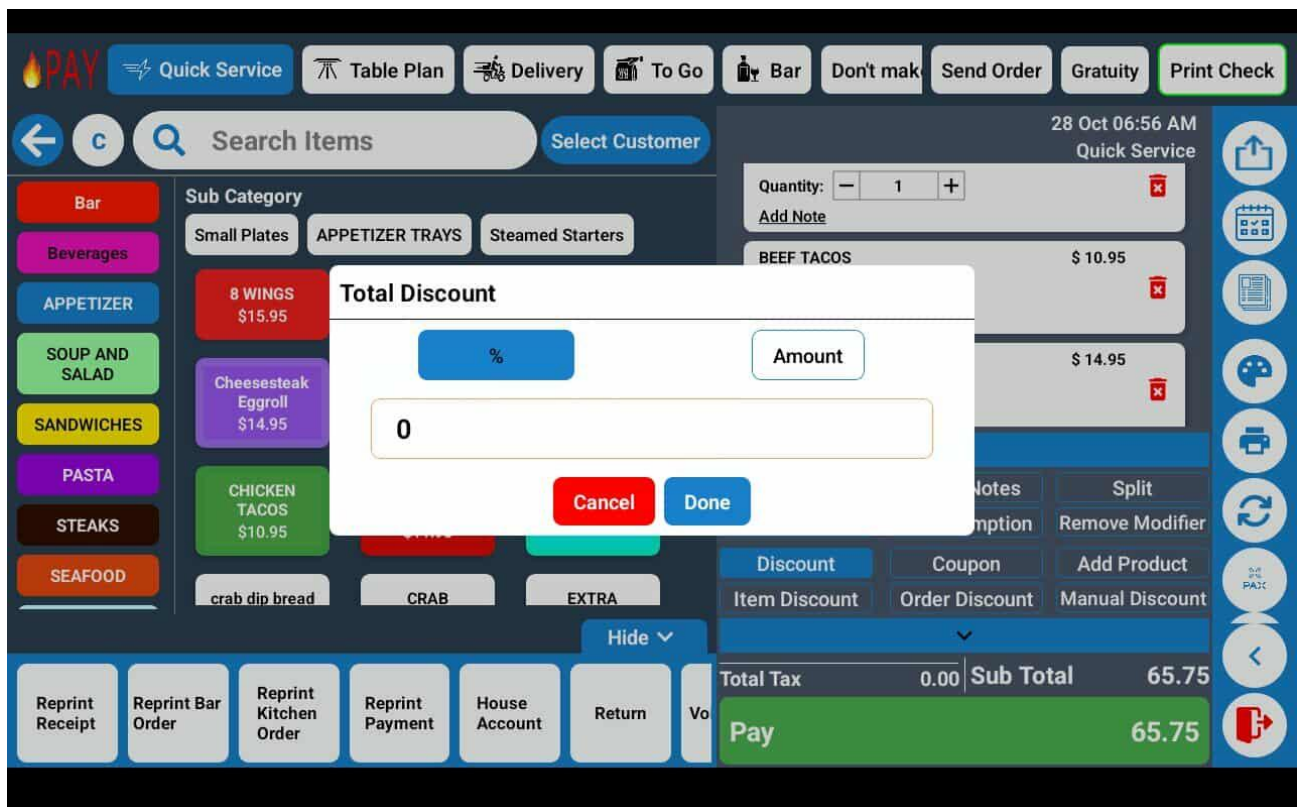 PAY
Quick Service
Table Plan
Delivery
To Go
Bar
Don't mak
Send Order
Gratuity
Print Check
C
Search Items
Select Customer
28 Oct 06:56 AM
Quick Service
Bar
Beverages
APPETIZER
SOUP AND
SALAD
SANDWICHES
PASTA
STEAKS
SEAFOOD
Sub Category
Small Plates
APPETIZER TRAYS
Steamed Starters
8 WINGS
$15.95
Cheesesteak
Eggroll
$14.95
CHICKEN
TACOS
$10.95
crab dip bread
CRAB
EXTRA
Total Discount
%
Amount
0
Cancel
Done
Quantity: − 1 +
Add Note
BEEF TACOS $ 10.95
$ 14.95
Notes
Split
mption
Remove Modifier
Discount
Coupon
Add Product
Item Discount
Order Discount
Manual Discount
PAX
Hide
Total Tax 0.00
Sub Total 65.75
Pay 65.75
Reprint
Receipt
Reprint Bar
Order
Reprint
Kitchen
Order
Reprint
Payment
House
Account
Return
Vo